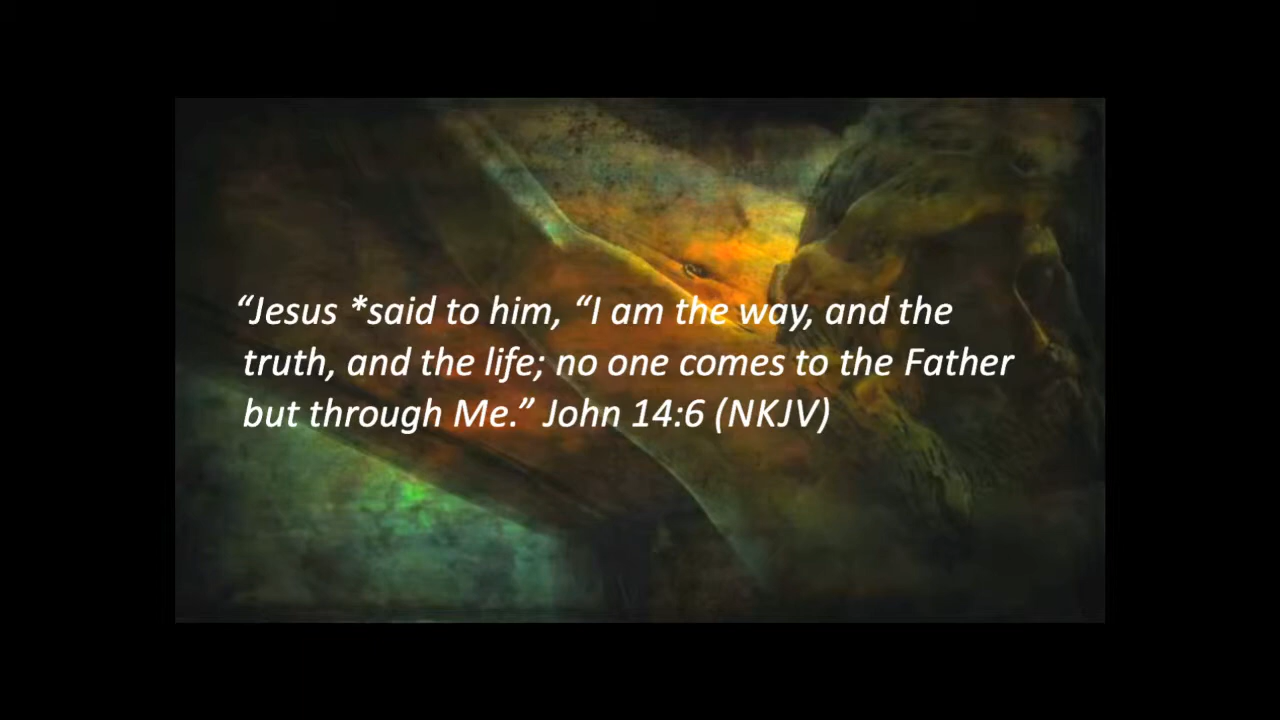 “Jesus *said to him, “I am the way, and the
truth, and the life; no one comes to the Father
but through Me.” John 14:6 (NKJV)